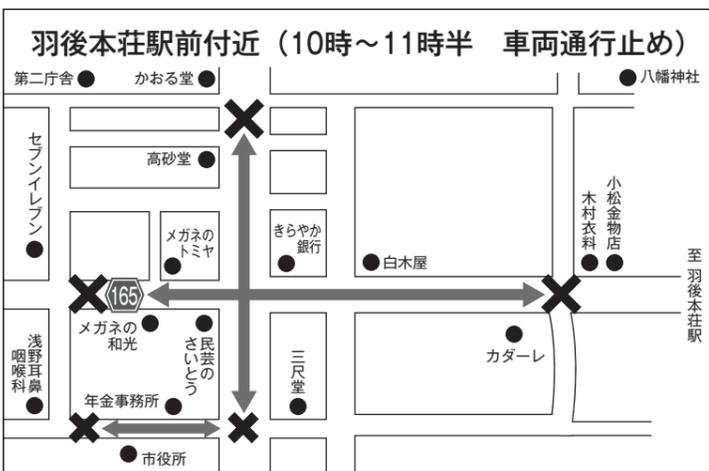 羽後本荘駅前付近（10時～11時半　車両通行止め）
第二庁舎
かおる堂
八幡神社
セブンイレブン
高砂堂
小松金物店
木村衣料
メガネの
トミヤ
きらやか
銀行
白木屋
至 羽後本荘駅
165
メガネの
和光
民芸の
さいとう
カダーレ
浅野耳鼻
咽喉科
三尺堂
年金事務所
市役所